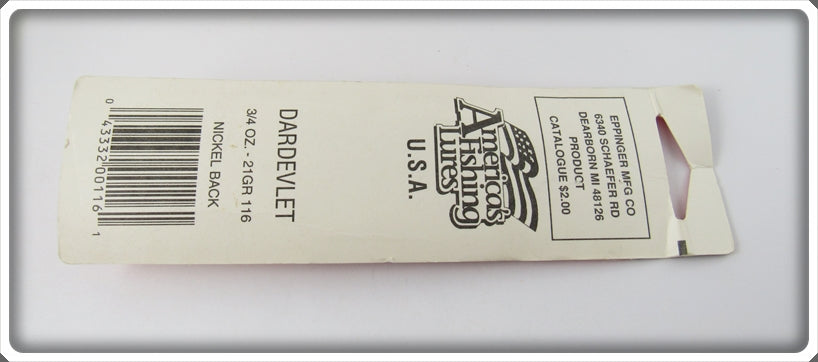 EPPINGER MFG CO
6340 SCHAEFER RD
DEARBORN MI 48126
PRODUCT
CATALOGUE $2.00
America's
Fishing
Lures
U.S.A.
DARDEVLET
3/4 OZ. - 21GR 116
NICKEL BACK
0 43332 00116 1